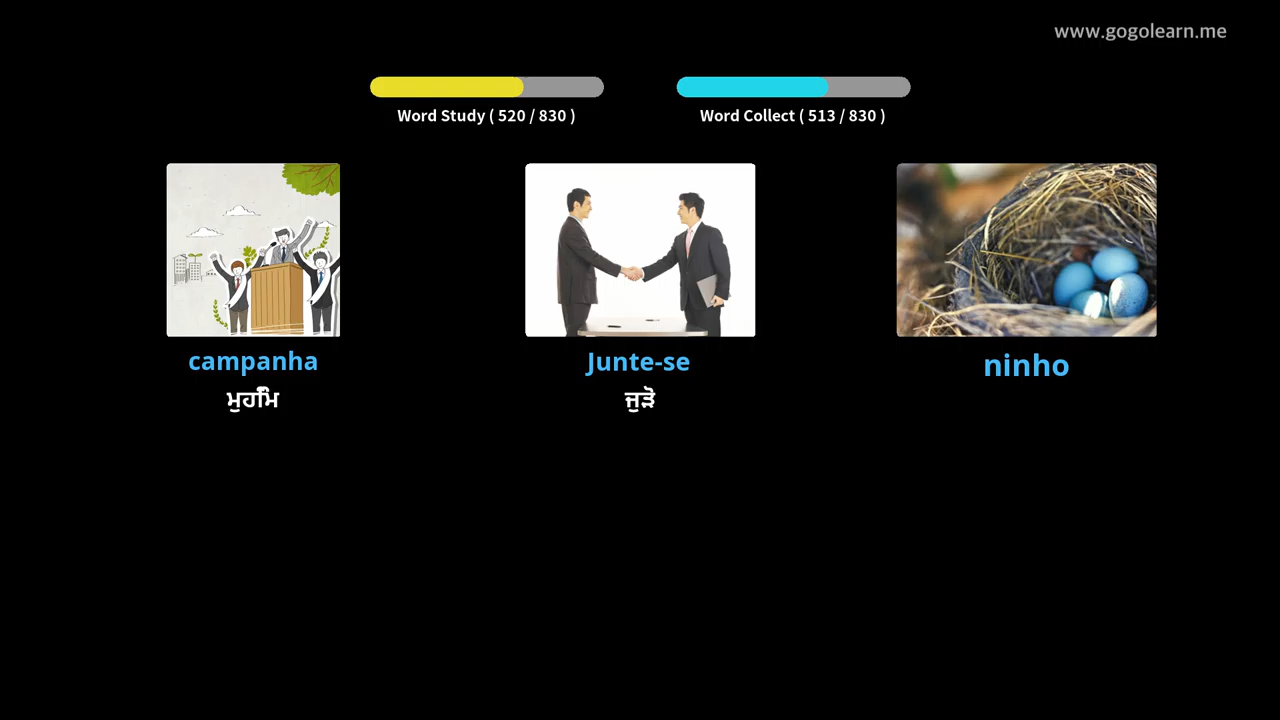 www.gogolearn.me
Word Study ( 520 / 830 )
Word Collect ( 513 / 830 )
campanha
Junte-se
ninho
ਮੁਹਿੰਮ
ਜੁੜੋ